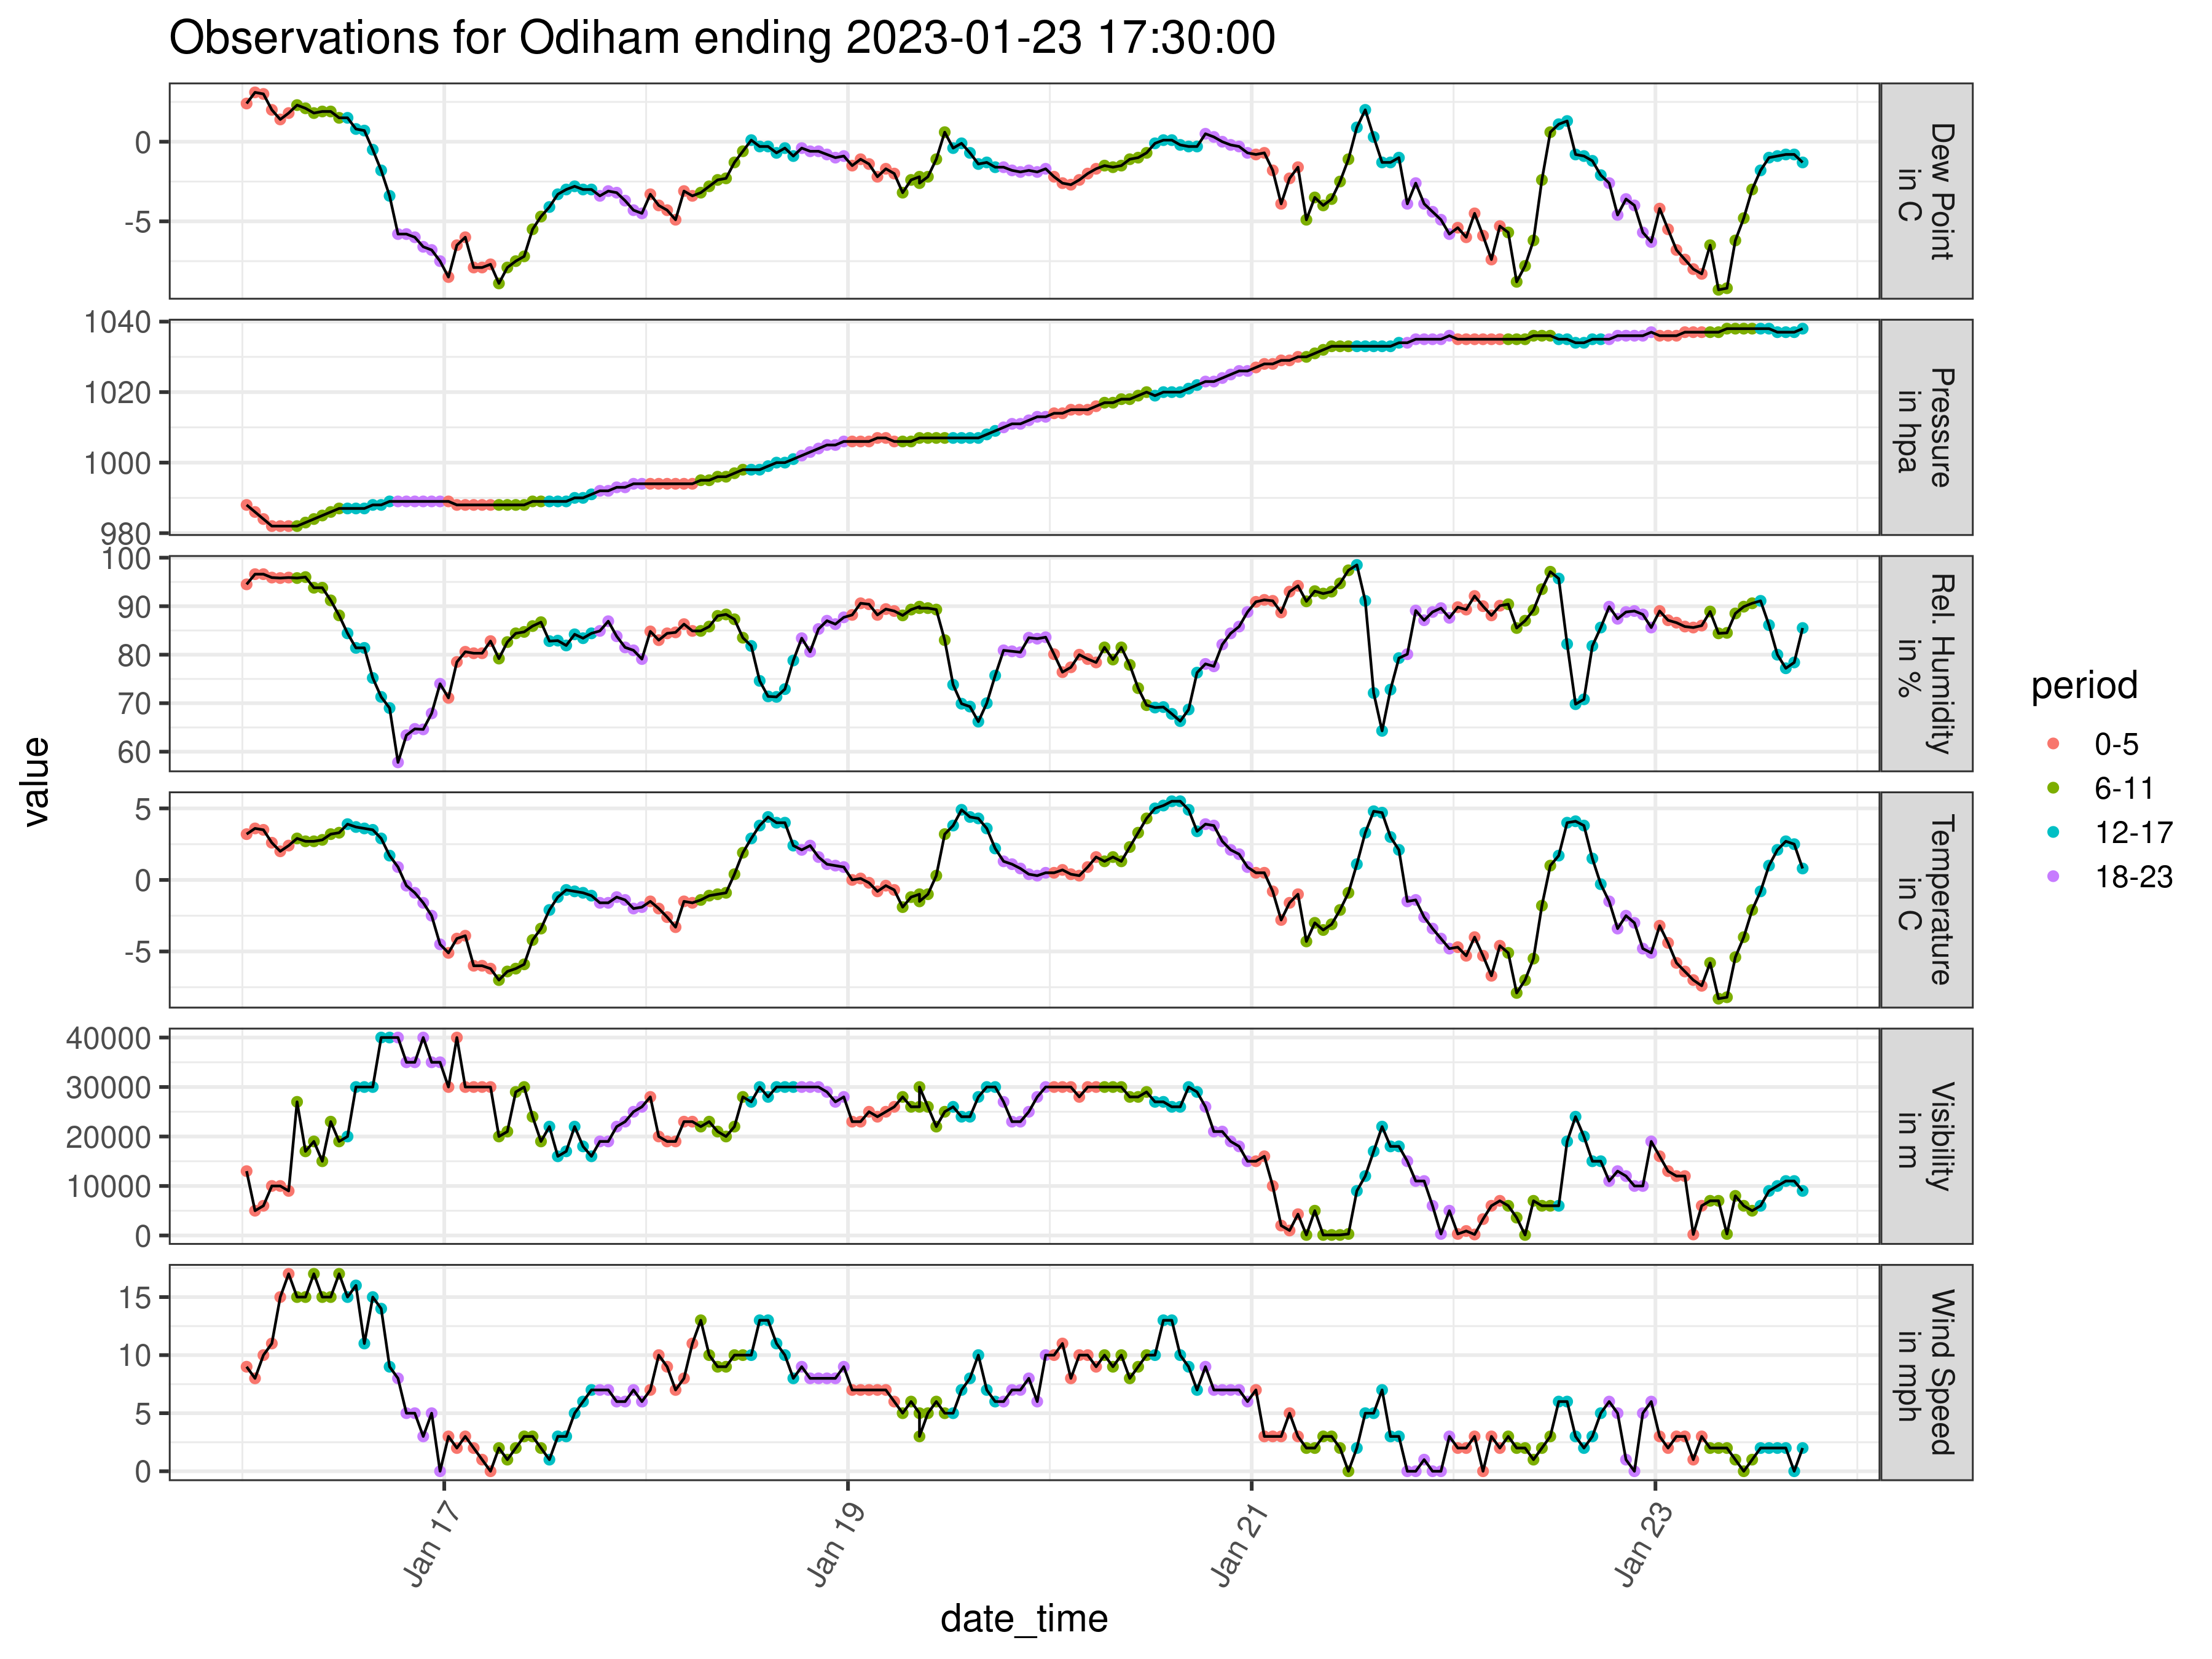 Observations for Odiham ending 2023-01-23 17:30:00
value
0
-5
Dew Point
in C
1040
1020
1000
980
Pressure
in hpa
100
90
80
70
60
Rel. Humidity
in %
5
0
-5
Temperature
in C
40000
30000
20000
10000
0
Visibility
in m
15
10
5
0
Wind Speed
in mph
Jan 17
Jan 19
Jan 21
Jan 23
date_time
period
0-5
6-11
12-17
18-23